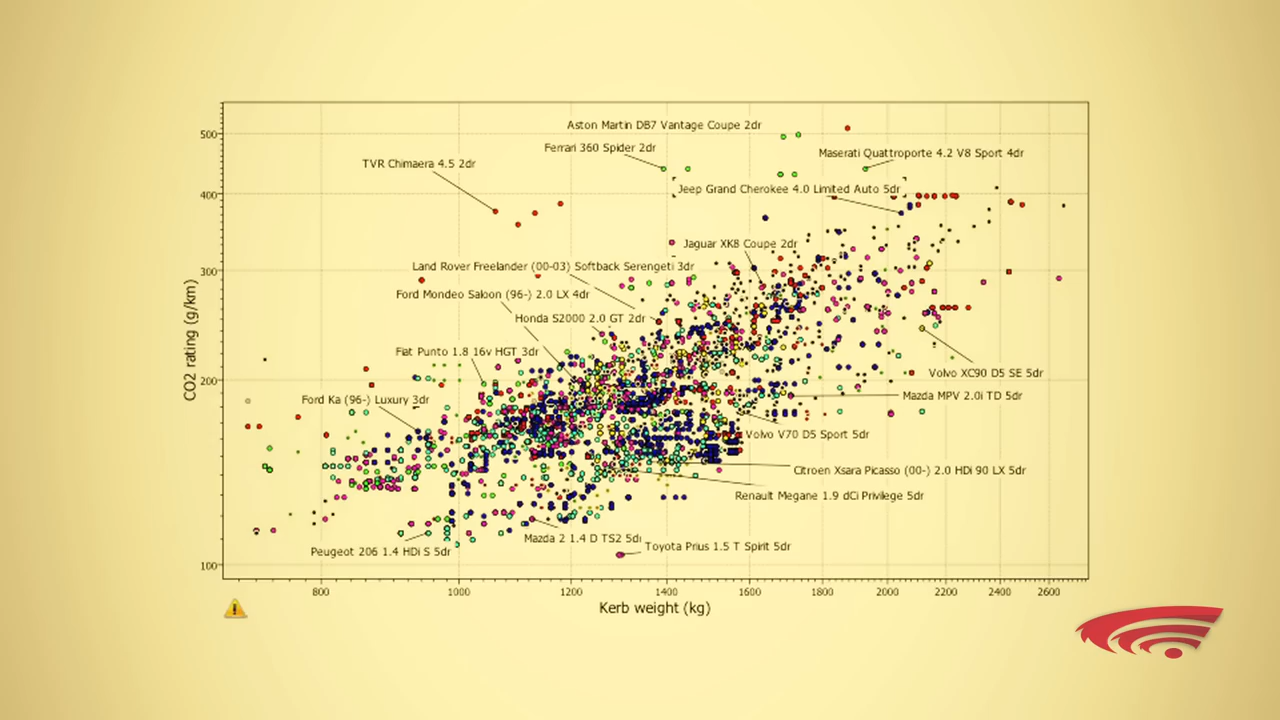 Aston Martin DB7 Vantage Coupe 2dr
500
Ferrari 360 Spider 2dr
Maserati Quattroporte 4.2 V8 Sport 4dr
TVR Chimaera 4.5 2dr
Jeep Grand Cherokee 4.0 Limited Auto 5dr
400
Jaguar XK8 Coupe 2dr
Land Rover Freelander (00-03) Softback Serengeti 3dr
300
Ford Mondeo Saloon (96-) 2.0 LX 4dr
Honda S2000 2.0 GT 2dr
CO2 rating (g/km)
Fiat Punto 1.8 16v HGT 3dr
Volvo XC90 D5 SE 5dr
200
Ford Ka (96-) Luxury 3dr
Mazda MPV 2.0i TD 5dr
Volvo V70 D5 Sport 5dr
Citroen Xsara Picasso (00-) 2.0 HDi 90 LX 5dr
Renault Megane 1.9 dCi Privilege 5dr
Mazda 2 1.4 D TS2 5dr
Toyota Prius 1.5 T Spirit 5dr
Peugeot 206 1.4 HDi S 5dr
100
800 1000 1200 1400 1600 1800 2000 2200 2400 2600
Kerb weight (kg)